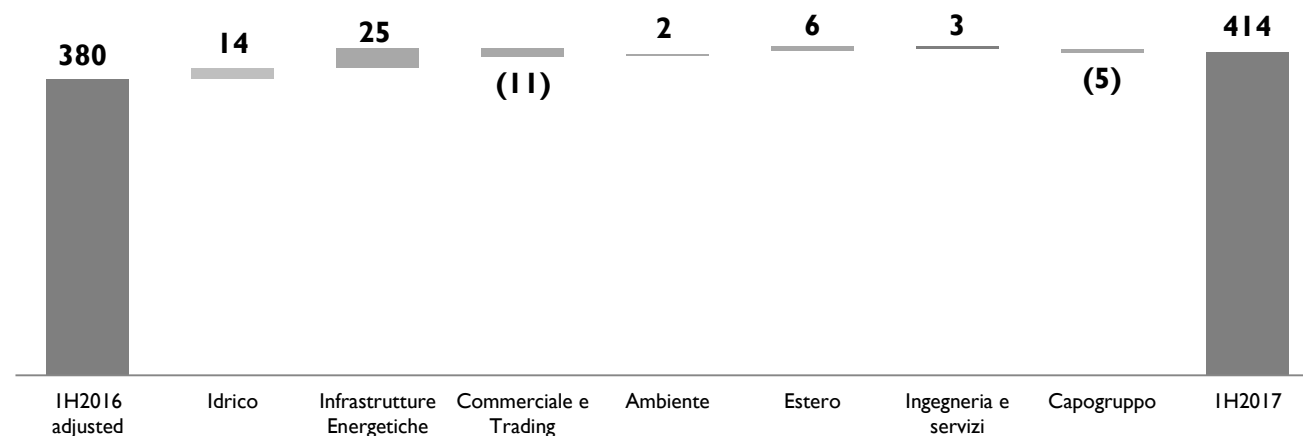 380
14
25
(11)
2
6
3
(5)
414
1H2016
adjusted
Idrico
Infrastrutture
Energetiche
Commerciale e
Trading
Ambiente
Estero
Ingegneria e
servizi
Capogruppo
1H2017